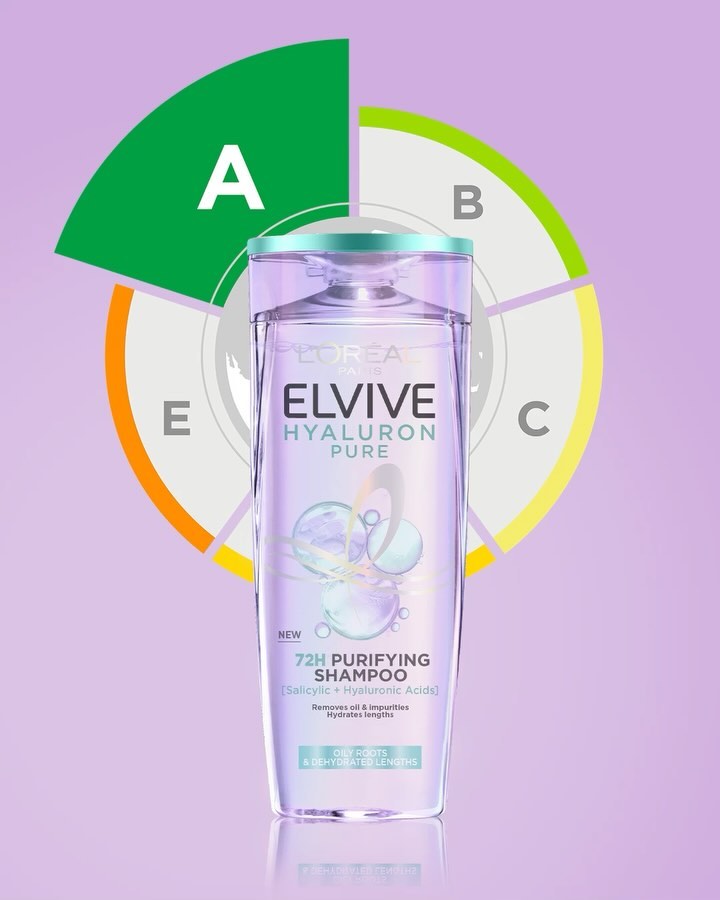 A
B
C
E
L'ORÉAL
PARIS
ELVIVE
HYALURON
PURE
NEW
72H PURIFYING
SHAMPOO
[Salicylic + Hyaluronic Acids]
Removes oil & impurities
Hydrates lengths
OILY ROOTS
& DEHYDRATED LENGTHS